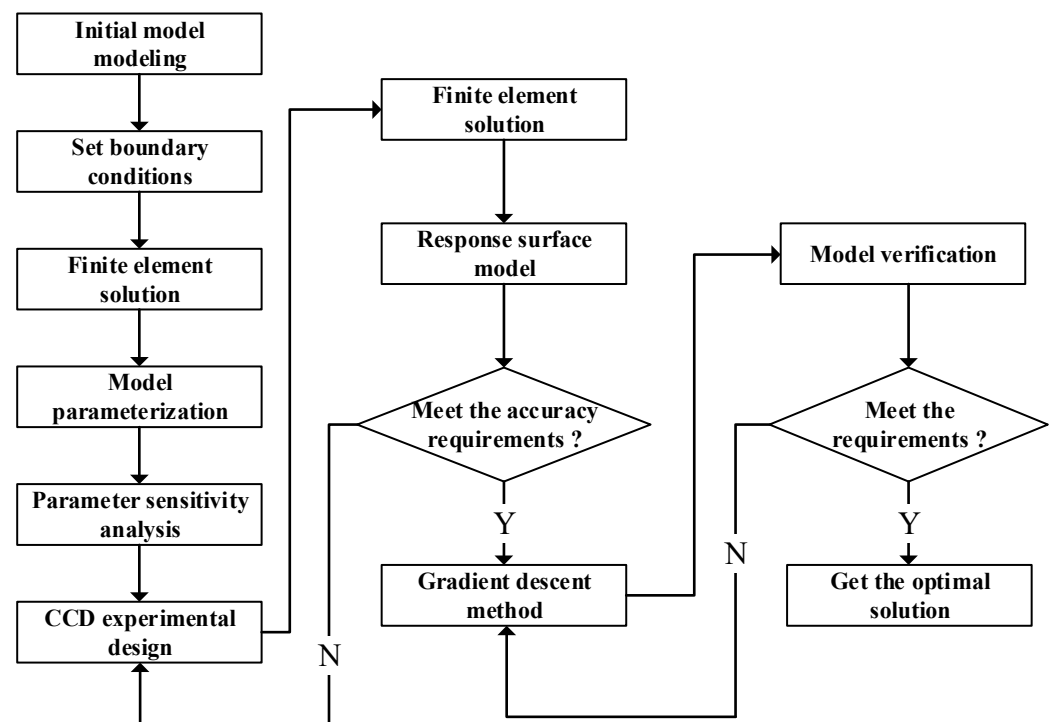 Initial model
modeling
Set boundary
conditions
Finite element
solution
Model
parameterization
Parameter sensitivity
analysis
CCD experimental
design
Finite element
solution
Response surface
model
Meet the accuracy
requirements ?
Y
N
Gradient descent
method
Model verification
Meet the
requirements ?
Y
N
Get the optimal
solution